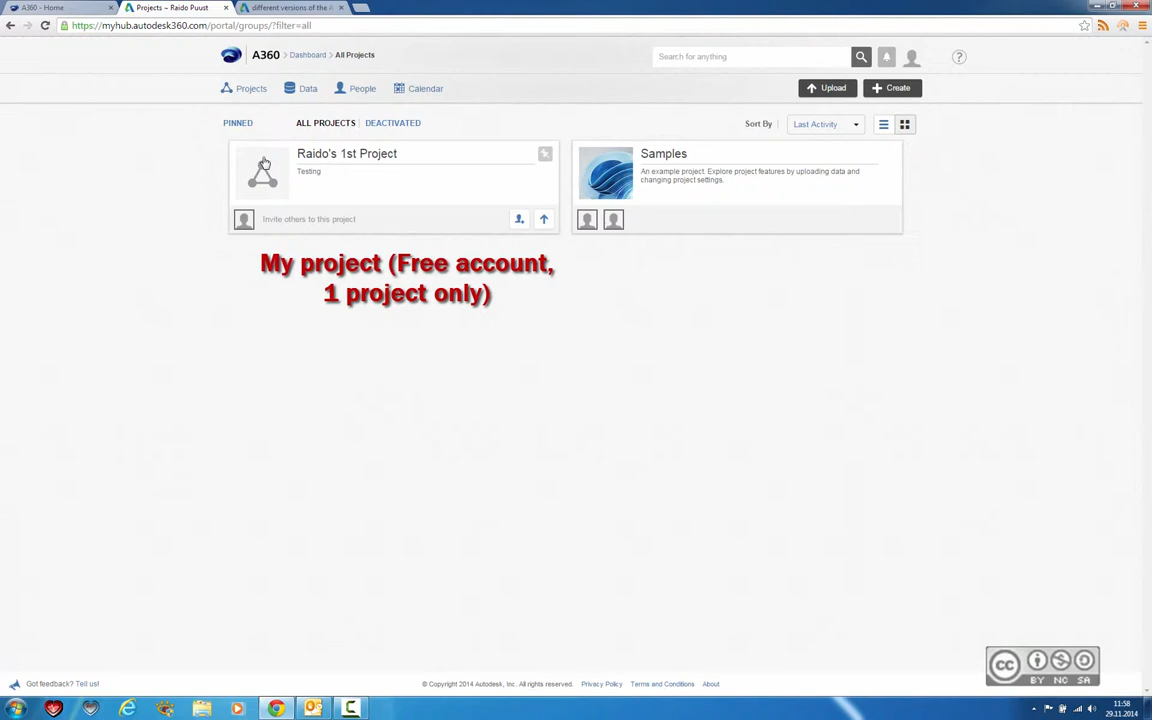 A360 - Home
Projects – Raido Puust
different versions of the A
https://myhub.autodesk360.com/portal/groups/?filter=all
A360 > Dashboard > All Projects
Search for anything
Projects Data People Calendar
Upload
Create
PINNED ALL PROJECTS DEACTIVATED
Sort By
Last Activity
Raido's 1st Project
Testing
Invite others to this project
Samples
An example project. Explore project features by uploading data and
changing project settings.
My project (Free account,
1 project only)
Got feedback? Tell us!
© Copyright 2014 Autodesk, Inc. All rights reserved. Privacy Policy Terms and Conditions About
CC BY NC SA
11:58
29.11.2014